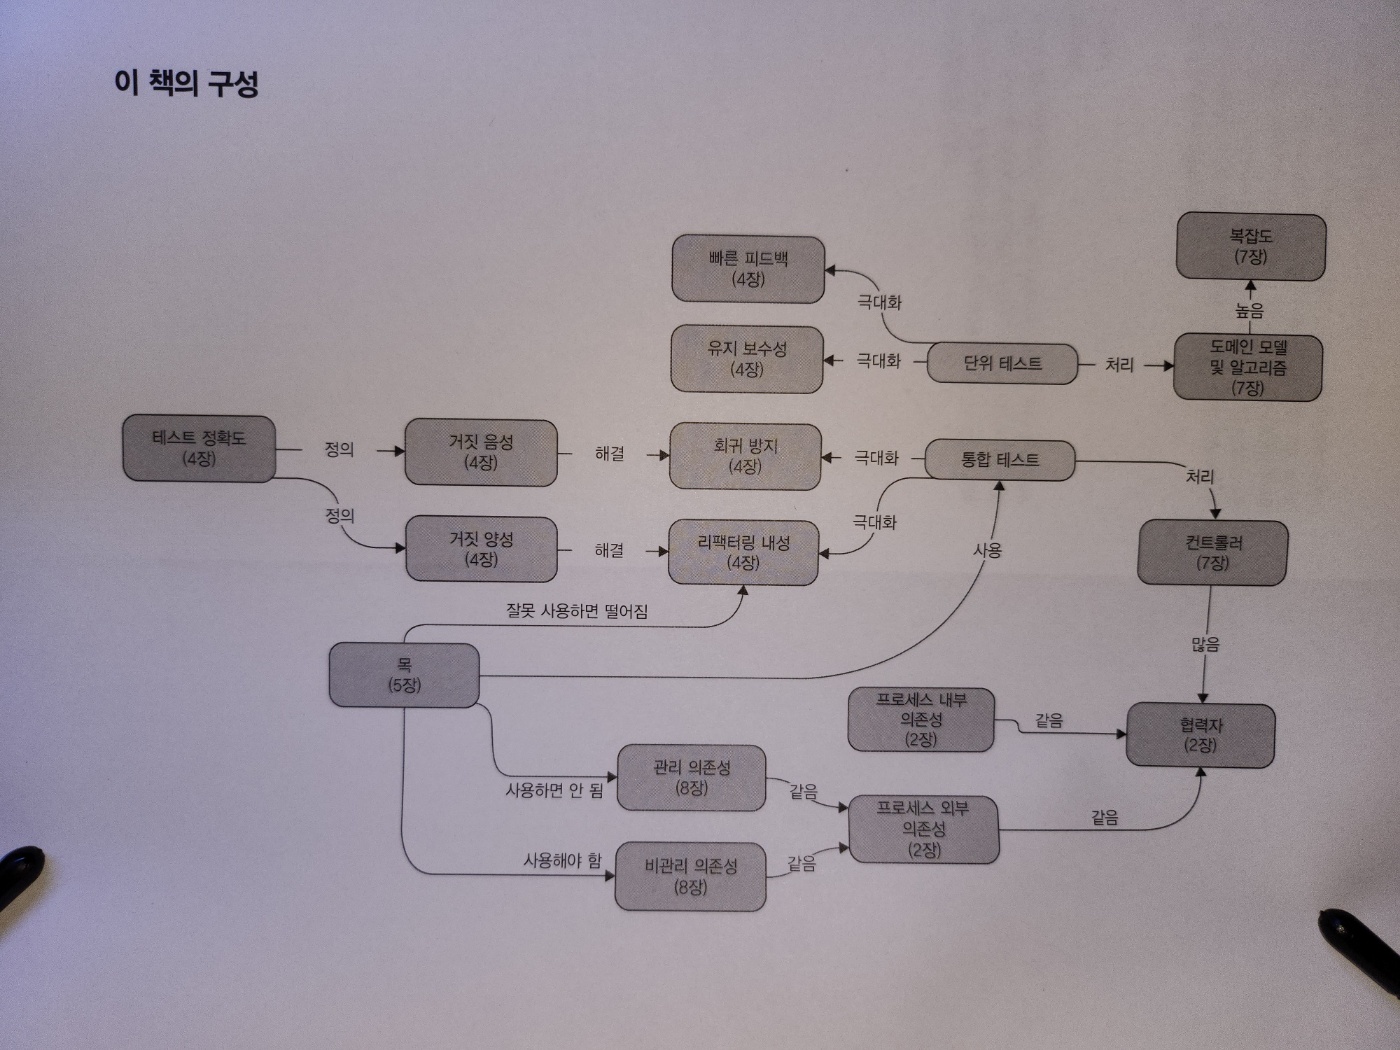 이 책의 구성
복잡도
(7장)
빠른 피드백
(4장)
극대화
높음
유지 보수성
(4장)
극대화
단위 테스트
처리
도메인 모델
및 알고리즘
(7장)
테스트 정확도
(4장)
정의
거짓 음성
(4장)
해결
회귀 방지
(4장)
극대화
통합 테스트
처리
정의
거짓 양성
(4장)
해결
리팩터링 내성
(4장)
극대화
사용
컨트롤러
(7장)
잘못 사용하면 떨어짐
많음
목
(5장)
프로세스 내부
의존성
(2장)
같음
협력자
(2장)
사용하면 안 됨
관리 의존성
(8장)
같음
프로세스 외부
의존성
(2장)
같음
사용해야 함
비관리 의존성
(8장)
같음